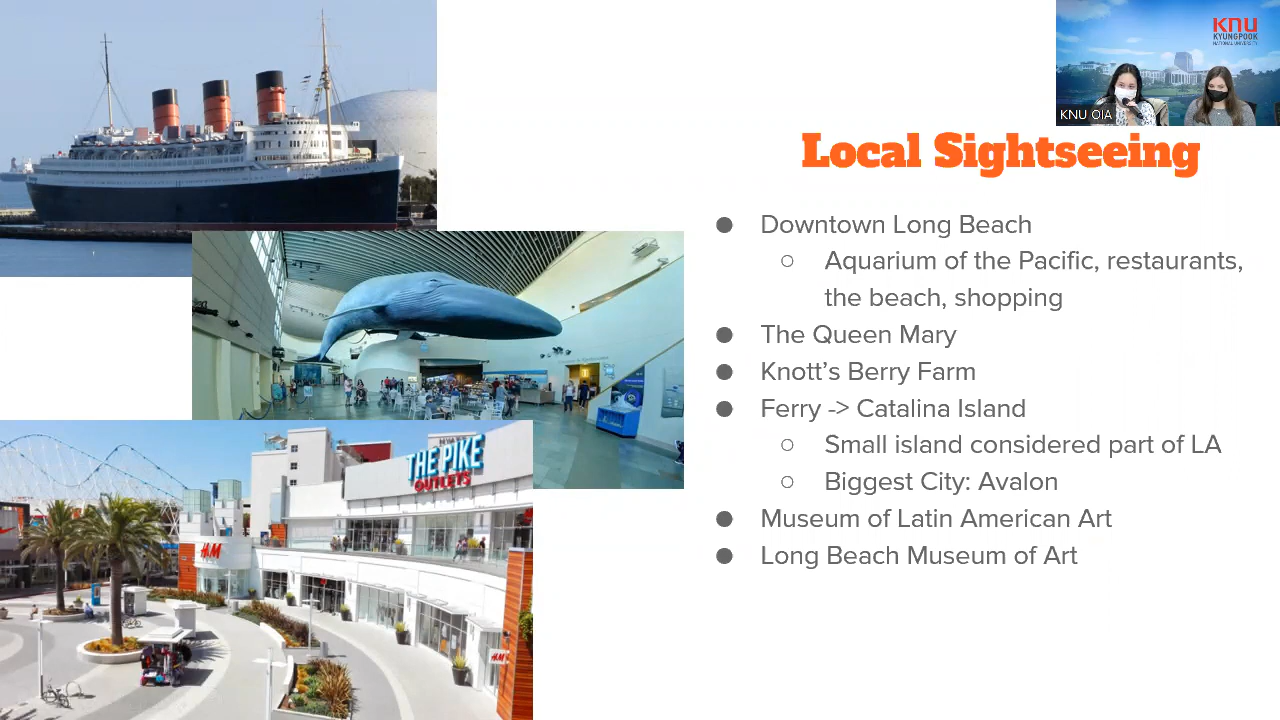 KNU
KYUNGPOOK
NATIONAL UNIVERSITY
KNU OIA
Local Sightseeing
● Downtown Long Beach
○ Aquarium of the Pacific, restaurants,
the beach, shopping
● The Queen Mary
● Knott's Berry Farm
● Ferry -> Catalina Island
○ Small island considered part of LA
○ Biggest City: Avalon
● Museum of Latin American Art
● Long Beach Museum of Art
THE PIKE
OUTLETS
H&M
H&M